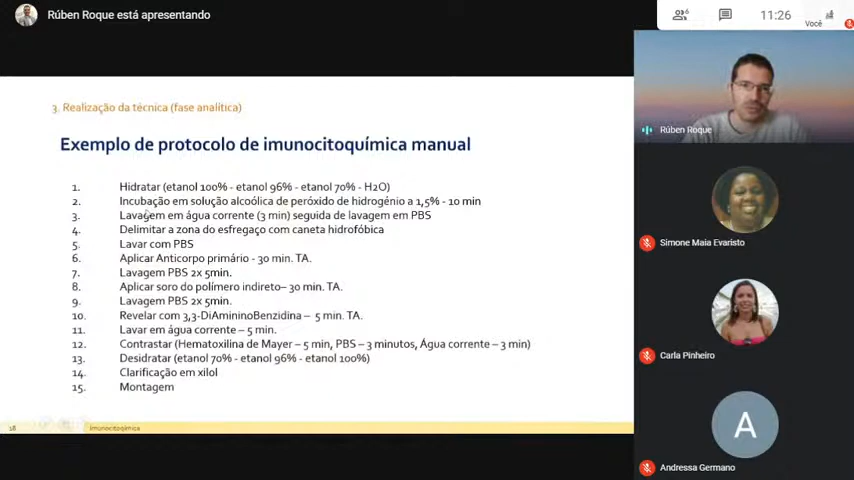 Rúben Roque está apresentando
6
11:26
Você
3. Realização da técnica (fase analítica)
Exemplo de protocolo de imunocitoquímica manual
1. Hidratar (etanol 100% - etanol 96% - etanol 70% - H2O)
2. Incubação em solução alcoólica de peróxido de hidrogénio a 1,5% - 10 min
3. Lavagem em água corrente (3 min) seguida de lavagem em PBS
4. Delimitar a zona do esfregaço com caneta hidrofóbica
5. Lavar com PBS
6. Aplicar Anticorpo primário - 30 min. TA.
7. Lavagem PBS 2x 5min.
8. Aplicar soro do polímero indireto– 30 min. TA.
9. Lavagem PBS 2x 5min.
10. Revelar com 3,3-DiAmininoBenzidina – 5 min. TA.
11. Lavar em água corrente – 5 min.
12. Contrastar (Hematoxilina de Mayer – 5 min, PBS – 3 minutos, Água corrente – 3 min)
13. Desidratar (etanol 70% - etanol 96% - etanol 100%)
14. Clarificação em xilol
15. Montagem
18
Imunocitoquímica
Rúben Roque
Simone Maia Evaristo
Carla Pinheiro
A
Andressa Germano